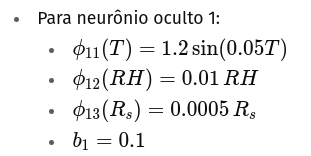 • Para neurônio oculto 1:
• ϕ₁₁(T) = 1.2 sin(0.05T)
• ϕ₁₂(RH) = 0.01 RH
• ϕ₁₃(Rₛ) = 0.0005 Rₛ
• b₁ = 0.1